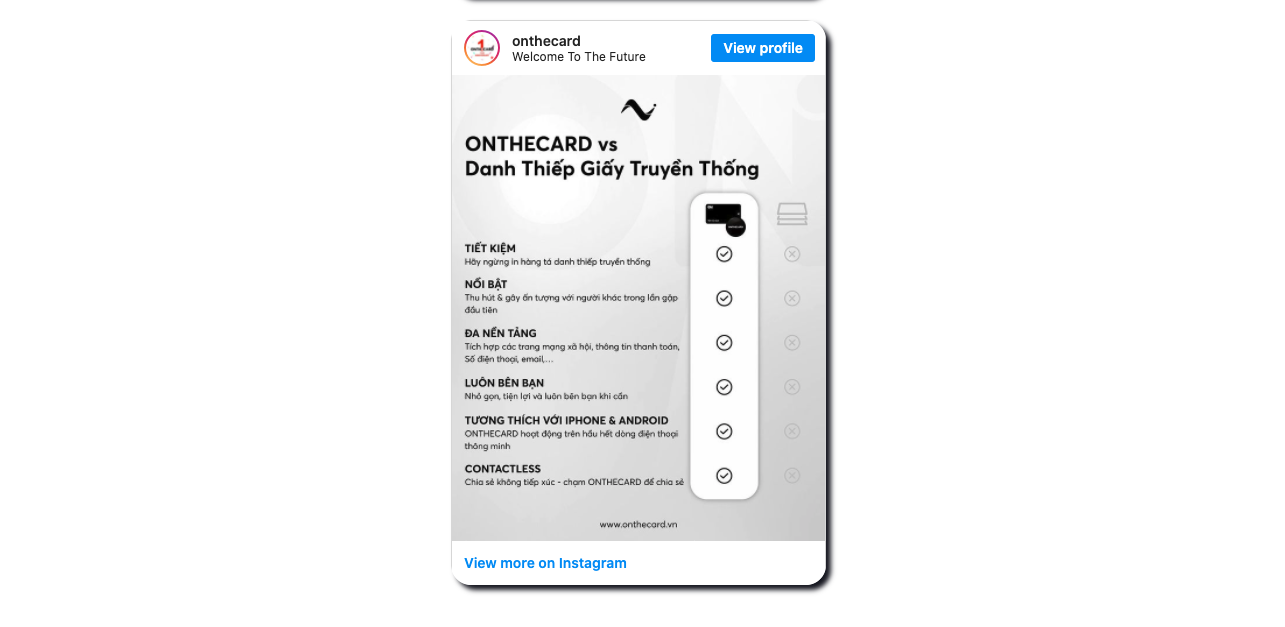 onthecard
Welcome To The Future
View profile
ONTHECARD vs
Danh Thiếp Giấy Truyền Thống
TIẾT KIỆM
Hãy ngừng in hàng tá danh thiếp truyền thống
NỔI BẬT
Thu hút & gây ấn tượng với người khác trong lần gặp
đầu tiên
ĐA NỀN TẢNG
Tích hợp các trang mạng xã hội, thông tin thanh toán,
Số điện thoại, email,...
LUÔN BÊN BẠN
Nhỏ gọn, tiện lợi và luôn bên bạn khi cần
TƯƠNG THÍCH VỚI IPHONE & ANDROID
ONTHECARD hoạt động trên hầu hết dòng điện thoại
thông minh
CONTACTLESS
Chia sẻ không tiếp xúc - chạm ONTHECARD để chia sẻ
www.onthecard.vn
View more on Instagram